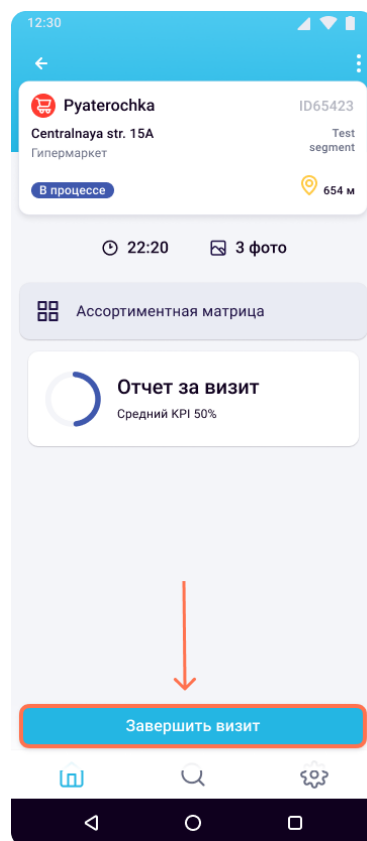 12:30
Pyaterochka
ID65423
Centralnaya str. 15A
Test
segment
Гипермаркет
В процессе
654 м
22:20
3 фото
Ассортиментная матрица
Отчет за визит
Средний KPI 50%
Завершить визит